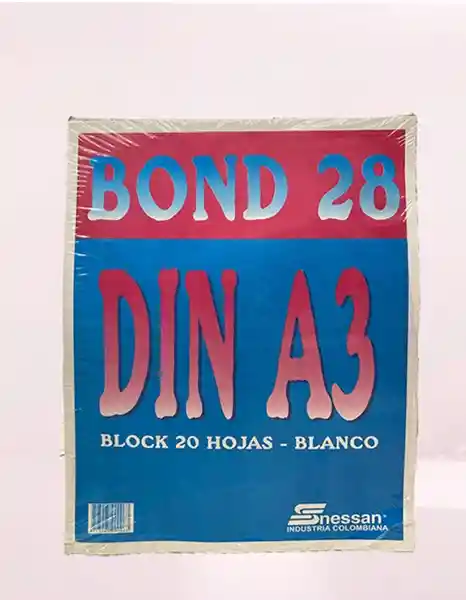 BOND 28
DIN A3
BLOCK 20 HOJAS - BLANCO
Snessan
INDUSTRIA COLOMBIANA